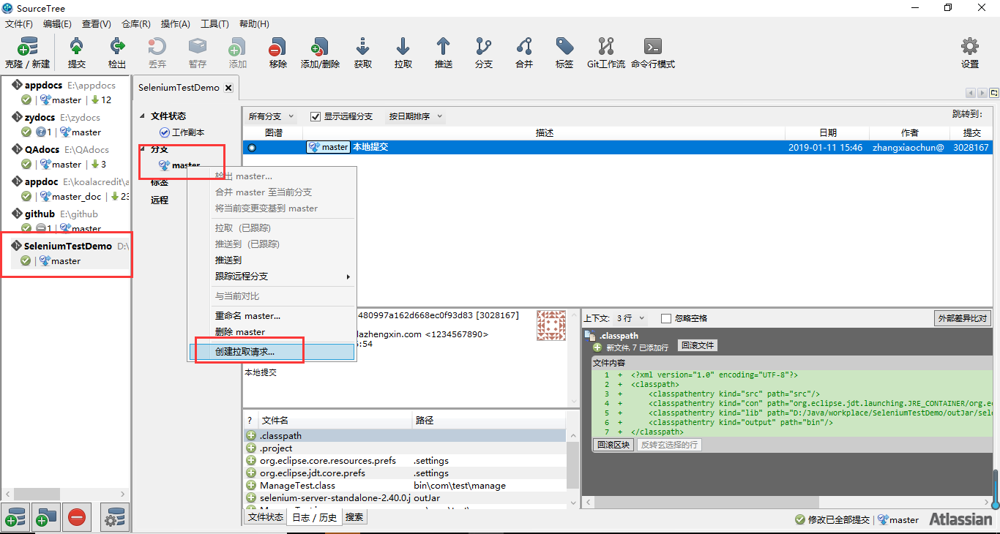 SourceTree
文件(F) 编辑(E) 查看(V) 仓库(R) 操作(A) 工具(T) 帮助(H)
克隆 / 新建 提交 检出 丢弃 暂存 添加 移除 添加/删除 获取 拉取 推送 分支 合并 标签 Git工作流 命令行模式 设置
appdocs E:\appdocs
master 12
zydocs E:\zydocs
1 master
QAdocs E:\QAdocs
master 3
appdoc E:\koalacredit\a
master_doc 23
github E:\github
1 master
SeleniumTestDemo D:\
master
SeleniumTestDemo
文件状态
工作副本
分支
master
标签
远程
所有分支 显示远程分支 按日期排序 跳转到:
图谱 描述 日期 作者 提交
master 本地提交 2019-01-11 15:46 zhangxiaochun@ 3028167
检出 master...
合并 master 至当前分支
将当前变更变基到 master
拉取 (已跟踪)
推送到 (已跟踪)
推送到
跟踪远程分支
与当前对比
重命名 master...
删除 master
创建拉取请求...
480997a162d668ec0f93d83 [3028167]
lazhengxin.com <1234567890>
:54
本地提交
? 文件名 路径
.classpath
.project
org.eclipse.core.resources.prefs .settings
org.eclipse.jdt.core.prefs .settings
ManageTest.class bin\com\test\manage
selenium-server-standalone-2.40.0.j outJar
文件状态 日志 / 历史 搜索
上下文: 3 行 忽略空格 外部差异比对
.classpath
新文件, 7 已添加行 回滚文件
文件内容
1 + <?xml version="1.0" encoding="UTF-8"?>
2 + <classpath>
3 + <classpathentry kind="src" path="src"/>
4 + <classpathentry kind="con" path="org.eclipse.jdt.launching.JRE_CONTAINER/org.ec
5 + <classpathentry kind="lib" path="D:/Java/workplace/SeleniumTestDemo/outJar/sele
6 + <classpathentry kind="output" path="bin"/>
7 + </classpath>
回滚区块 反转玄选择的行
修改已全部提交 master Atlassian